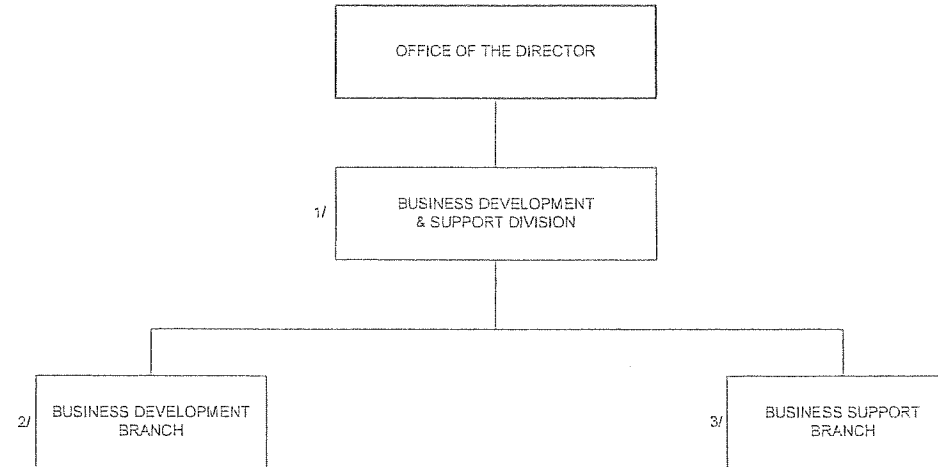 OFFICE OF THE DIRECTOR
1/
BUSINESS DEVELOPMENT
& SUPPORT DIVISION
2/
BUSINESS DEVELOPMENT
BRANCH
3/
BUSINESS SUPPORT
BRANCH